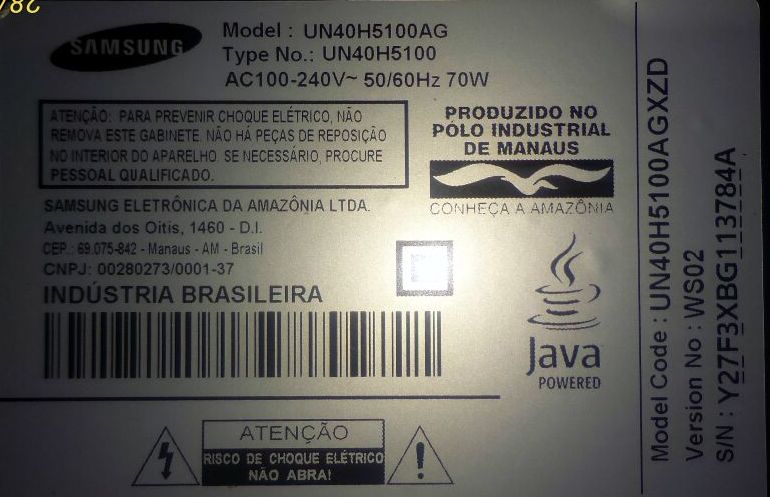 SAMSUNG
Model : UN40H5100AG
Type No.: UN40H5100
AC100-240V~ 50/60Hz 70W
ATENÇÃO: PARA PREVENIR CHOQUE ELÉTRICO, NÃO
REMOVA ESTE GABINETE. NÃO HÁ PEÇAS DE REPOSIÇÃO
NO INTERIOR DO APARELHO. SE NECESSÁRIO, PROCURE
PESSOAL QUALIFICADO.
PRODUZIDO NO
PÓLO INDUSTRIAL
DE MANAUS
CONHEÇA A AMAZÔNIA
SAMSUNG ELETRÔNICA DA AMAZÔNIA LTDA.
Avenida dos Oitis, 1460 - D.I.
CEP.: 69.075-842 - Manaus - AM - Brasil
CNPJ: 00280273/0001-37
INDÚSTRIA BRASILEIRA
Java
POWERED
ATENÇÃO
RISCO DE CHOQUE ELÉTRICO
NÃO ABRA!
Model Code : UN40H5100AGXZD
Version No : WS02
S/N : Y27F3XBG113784A